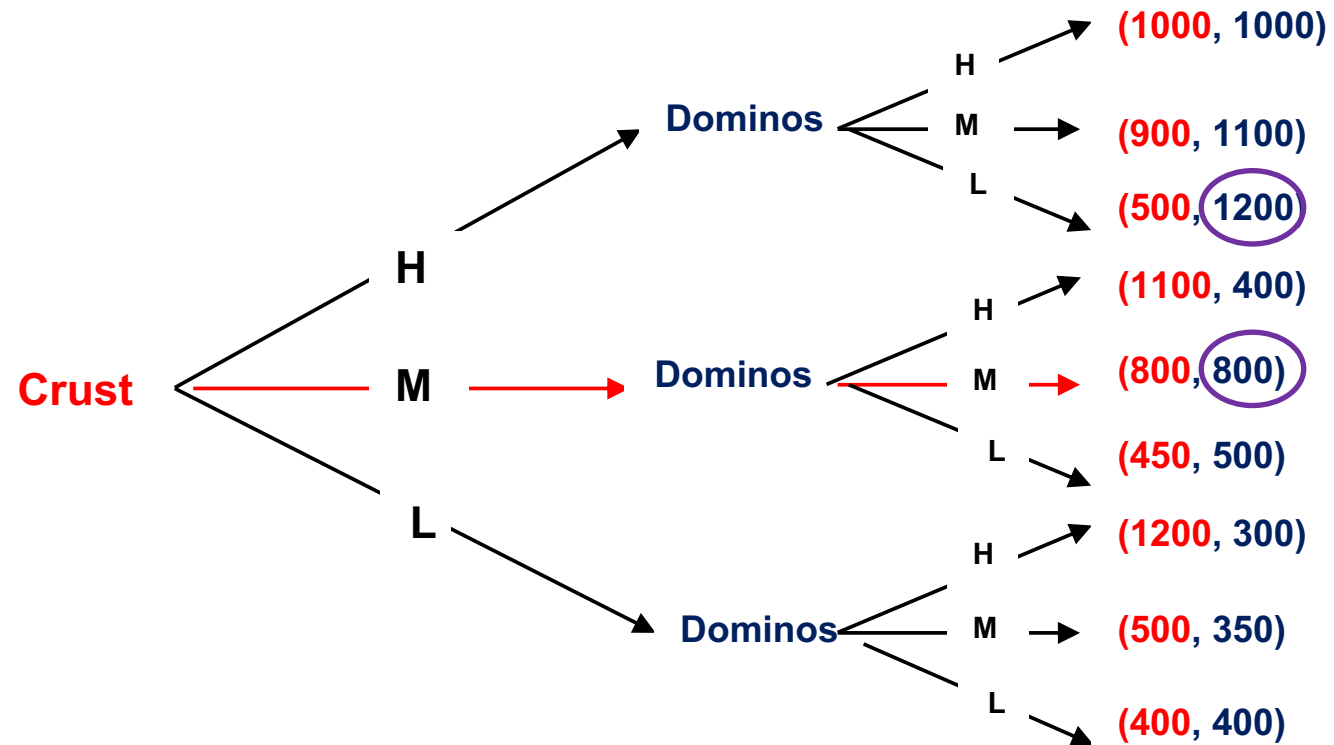 (1000, 1000)
H
Dominos
M
(900, 1100)
L
(500, 1200
H
(1100, 400)
H
Crust
M
Dominos
M
(800, 800)
L
(450, 500)
L
(1200, 300)
H
Dominos
M
(500, 350)
L
(400, 400)